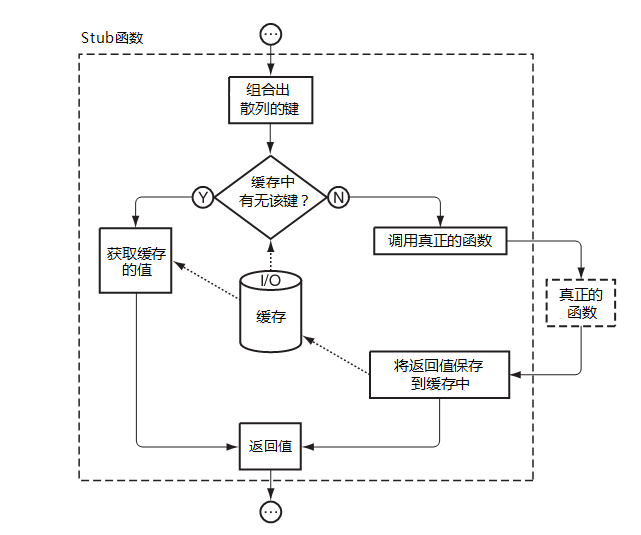 Stub函数
组合出
散列的键
缓存中
有无该键？
Y
N
获取缓存
的值
调用真正的函数
I/O
缓存
真正的
函数
将返回值保存
到缓存中
返回值